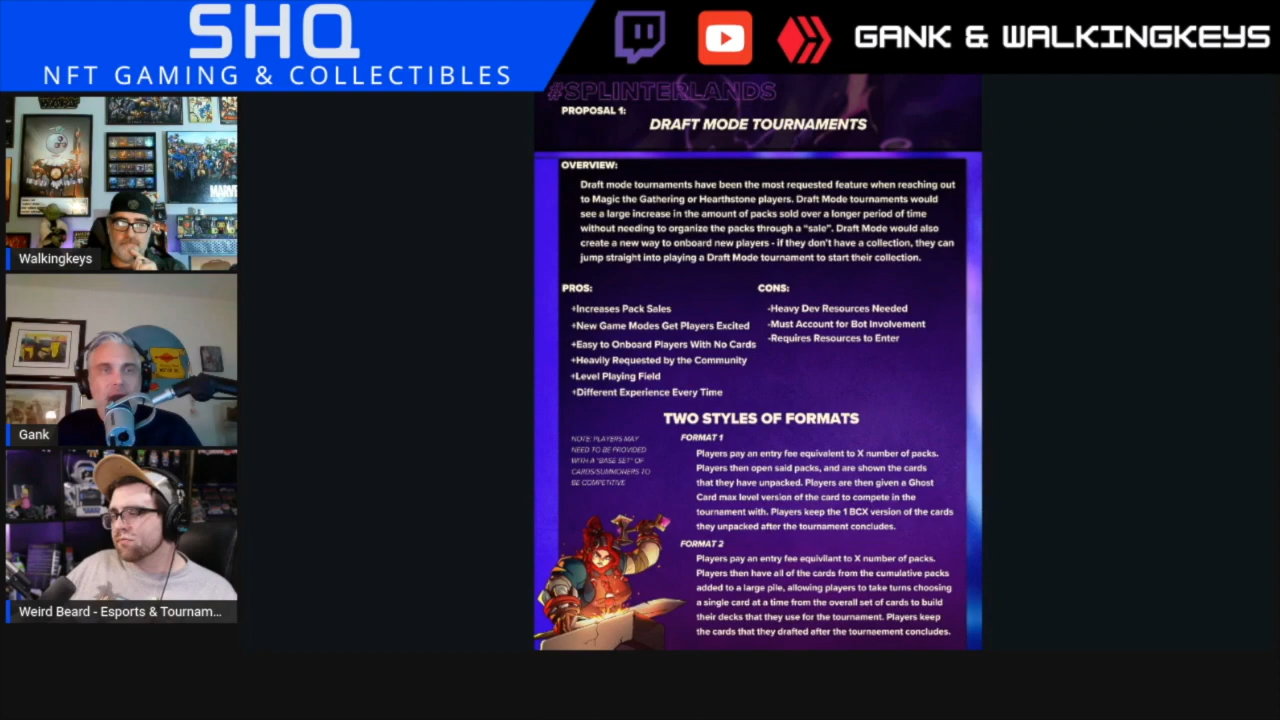 SHQ
NFT GAMING & COLLECTIBLES
GANK & WALKINGKEYS
#SPLINTERLANDS
PROPOSAL 1:
DRAFT MODE TOURNAMENTS
OVERVIEW:
Draft mode tournaments have been the most requested feature when reaching out
to Magic the Gathering or Hearthstone players. Draft Mode tournaments would
see a large increase in the amount of packs sold over a longer period of time
without needing to organize the packs through a "sale". Draft Mode would also
create a new way to onboard new players - if they don't have a collection, they can
jump straight into playing a Draft Mode tournament to start their collection.
PROS:
+Increases Pack Sales
+New Game Modes Get Players Excited
+Easy to Onboard Players With No Cards
+Heavily Requested by the Community
+Level Playing Field
+Different Experience Every Time
CONS:
-Heavy Dev Resources Needed
-Must Account for Bot Involvement
-Requires Resources to Enter
TWO STYLES OF FORMATS
NOTE: PLAYERS MAY
NEED TO BE PROVIDED
WITH A "BASE SET" OF
CARDS/SUMMONERS TO
BE COMPETITIVE
FORMAT 1
Players pay an entry fee equivalent to X number of packs.
Players then open said packs, and are shown the cards
that they have unpacked. Players are then given a Ghost
Card max level version of the card to compete in the
tournament with. Players keep the 1 BCX version of the cards
they unpacked after the tournament concludes.
FORMAT 2
Players pay an entry fee equivilant to X number of packs.
Players then have all of the cards from the cumulative packs
added to a large pile, allowing players to take turns choosing
a single card at a time from the overall set of cards to build
their decks that they use for the tournament. Players keep
the cards that they drafted after the tournaement concludes.
Walkingkeys
Gank
Weird Beard - Esports & Tournam...